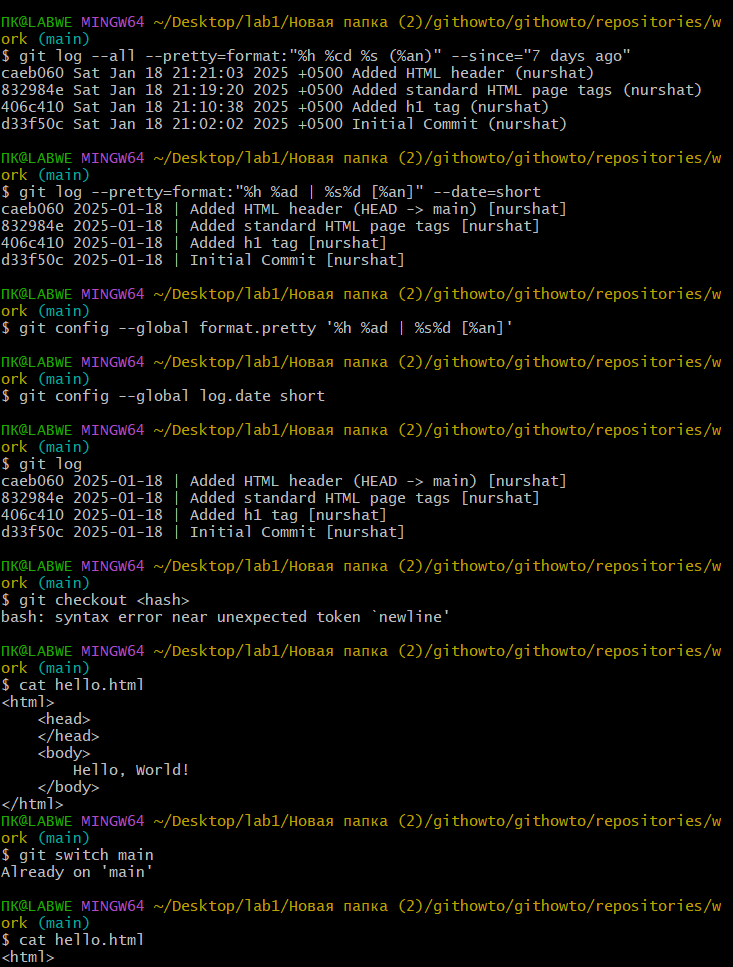 ПК@LABWE MINGW64 ~/Desktop/lab1/Новая папка (2)/githowto/githowto/repositories/w
ork (main)
$ git log --all --pretty=format:"%h %cd %s (%an)" --since="7 days ago"
caeb060 Sat Jan 18 21:21:03 2025 +0500 Added HTML header (nurshat)
832984e Sat Jan 18 21:19:20 2025 +0500 Added standard HTML page tags (nurshat)
406c410 Sat Jan 18 21:10:38 2025 +0500 Added h1 tag (nurshat)
d33f50c Sat Jan 18 21:02:02 2025 +0500 Initial Commit (nurshat)

ПК@LABWE MINGW64 ~/Desktop/lab1/Новая папка (2)/githowto/githowto/repositories/w
ork (main)
$ git log --pretty=format:"%h %ad | %s%d [%an]" --date=short
caeb060 2025-01-18 | Added HTML header (HEAD -> main) [nurshat]
832984e 2025-01-18 | Added standard HTML page tags [nurshat]
406c410 2025-01-18 | Added h1 tag [nurshat]
d33f50c 2025-01-18 | Initial Commit [nurshat]

ПК@LABWE MINGW64 ~/Desktop/lab1/Новая папка (2)/githowto/githowto/repositories/w
ork (main)
$ git config --global format.pretty '%h %ad | %s%d [%an]'

ПК@LABWE MINGW64 ~/Desktop/lab1/Новая папка (2)/githowto/githowto/repositories/w
ork (main)
$ git config --global log.date short

ПК@LABWE MINGW64 ~/Desktop/lab1/Новая папка (2)/githowto/githowto/repositories/w
ork (main)
$ git log
caeb060 2025-01-18 | Added HTML header (HEAD -> main) [nurshat]
832984e 2025-01-18 | Added standard HTML page tags [nurshat]
406c410 2025-01-18 | Added h1 tag [nurshat]
d33f50c 2025-01-18 | Initial Commit [nurshat]

ПК@LABWE MINGW64 ~/Desktop/lab1/Новая папка (2)/githowto/githowto/repositories/w
ork (main)
$ git checkout <hash>
bash: syntax error near unexpected token `newline'

ПК@LABWE MINGW64 ~/Desktop/lab1/Новая папка (2)/githowto/githowto/repositories/w
ork (main)
$ cat hello.html
<html>
    <head>
    </head>
    <body>
        Hello, World!
    </body>
</html>
ПК@LABWE MINGW64 ~/Desktop/lab1/Новая папка (2)/githowto/githowto/repositories/w
ork (main)
$ git switch main
Already on 'main'

ПК@LABWE MINGW64 ~/Desktop/lab1/Новая папка (2)/githowto/githowto/repositories/w
ork (main)
$ cat hello.html
<html>